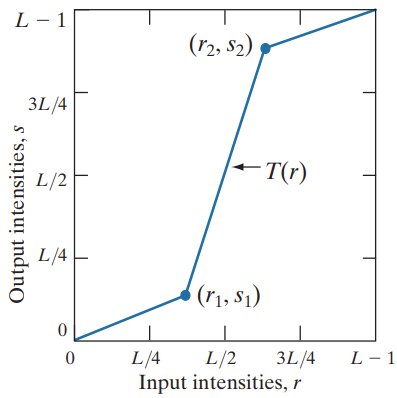 L − 1
(r₂, s₂)
3L/4
Output intensities, s
L/2
T(r)
L/4
(r₁, s₁)
0
0 L/4 L/2 3L/4 L − 1
Input intensities, r